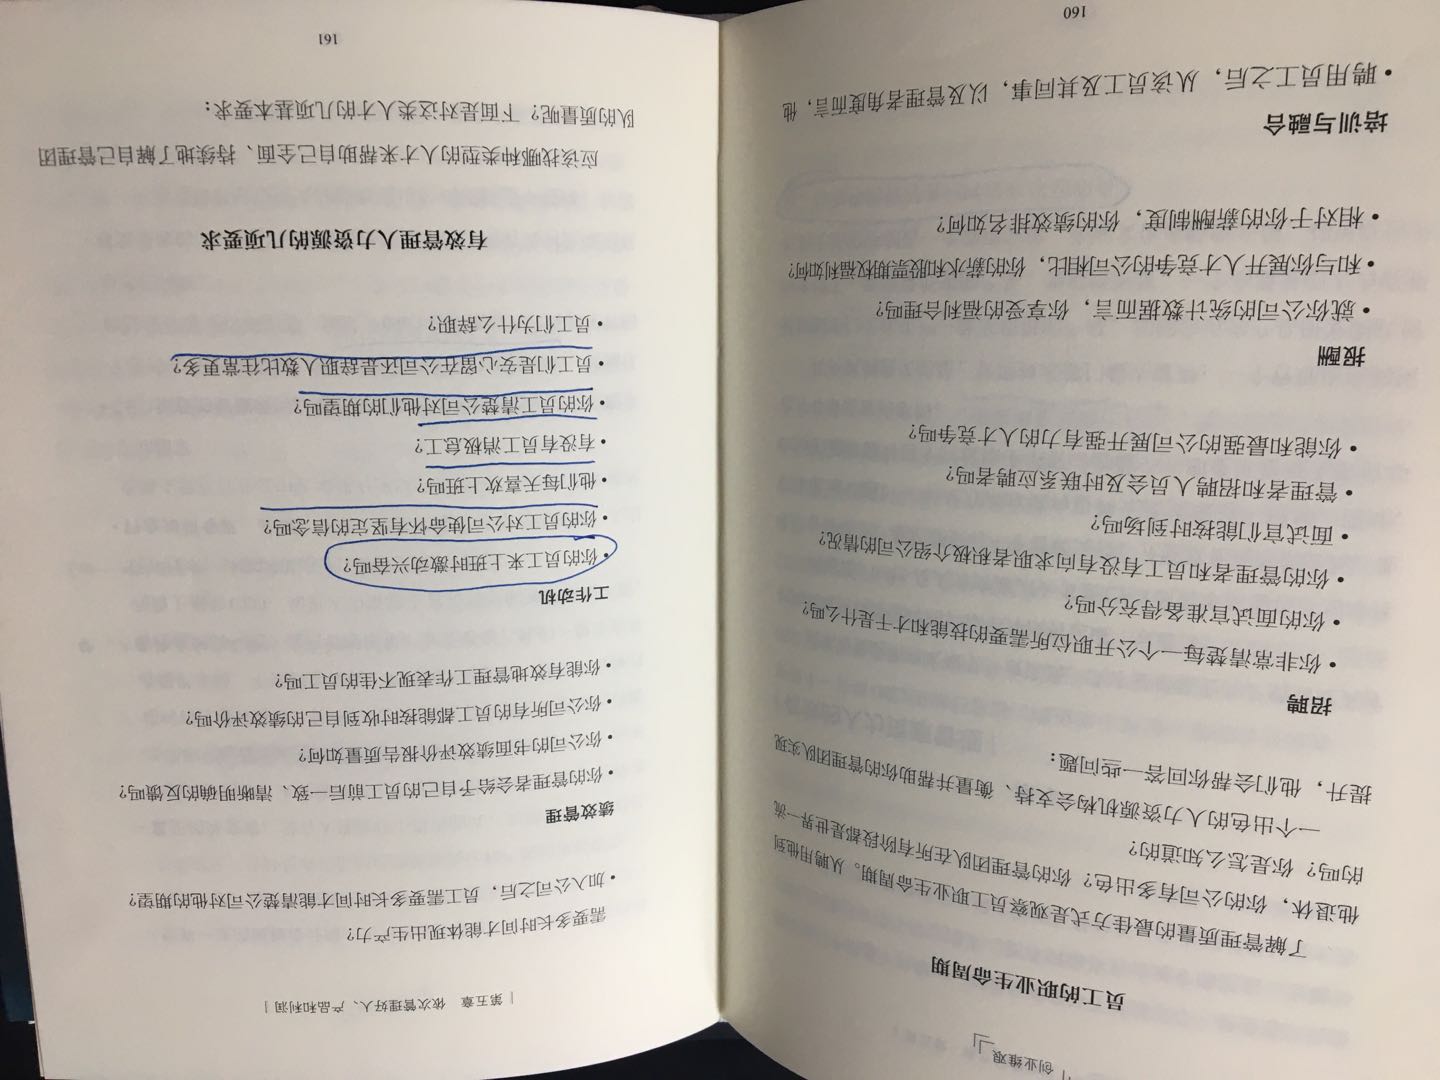 创业维艰
员工的职业生命周期
了解管理质量的最佳方式是观察员工职业生命周期。从聘用他到
他退休，你的公司有多出色？你的管理团队在所有阶段都是世界一流
的吗？你是怎么知道的？
一个出色的人力资源机构会支持、衡量并帮助你的管理团队实现
提升，他们会帮你回答一些问题：
招聘
•你非常清楚每一个公开职位所需要的技能和才干是什么吗？
•你的面试官准备得充分吗？
•你的管理者和员工有没有向求职者积极介绍公司的情况？
•面试官们能按时到场吗？
•管理者和招聘人员会及时联系应聘者吗？
•你能和最强的公司展开强有力的人才竞争吗？
报酬
•就你公司的统计数据而言，你享受的福利合理吗？
•和与你展开人才竞争的公司相比，你的薪水和股票期权福利如何？
•相对于你的薪酬制度，你的绩效排名如何？
培训与融合
•聘用员工之后，从该员工及其同事，以及管理者角度而言，他
160
| 第五章 依次管理好人、产品和利润 |
需要多长时间才能体现出生产力？
•加入公司之后，员工需要多长时间才能清楚公司对他的期望？
绩效管理
•你的管理者会给予自己的员工前后一致、清晰明确的反馈吗？
•你公司的书面绩效评价报告质量如何？
•你公司所有的员工都能按时收到自己的绩效评价吗？
•你能有效地管理工作表现不佳的员工吗？
工作动机
•你的员工来上班时激动兴奋吗？
•你的员工对公司使命怀有坚定的信念吗？
•他们每天喜欢上班吗？
•有没有员工消极怠工？
•你的员工清楚公司对他们的期望吗？
•员工们是安心留在公司还是辞职人数比往常更多？
•员工们为什么辞职？
有效管理人力资源的几项要求
应该找哪种类型的人才来帮助自己全面、持续地了解自己管理团
队的质量呢？下面是对这类人才的几项基本要求：
161